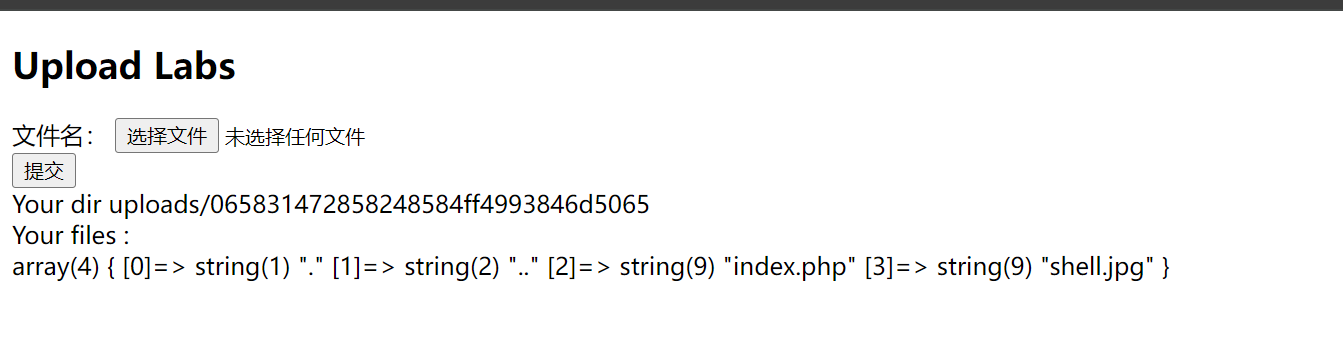 Upload Labs
文件名： 选择文件 未选择任何文件
提交
Your dir uploads/065831472858248584ff4993846d5065
Your files :
array(4) { [0]=> string(1) "." [1]=> string(2) ".." [2]=> string(9) "index.php" [3]=> string(9) "shell.jpg" }